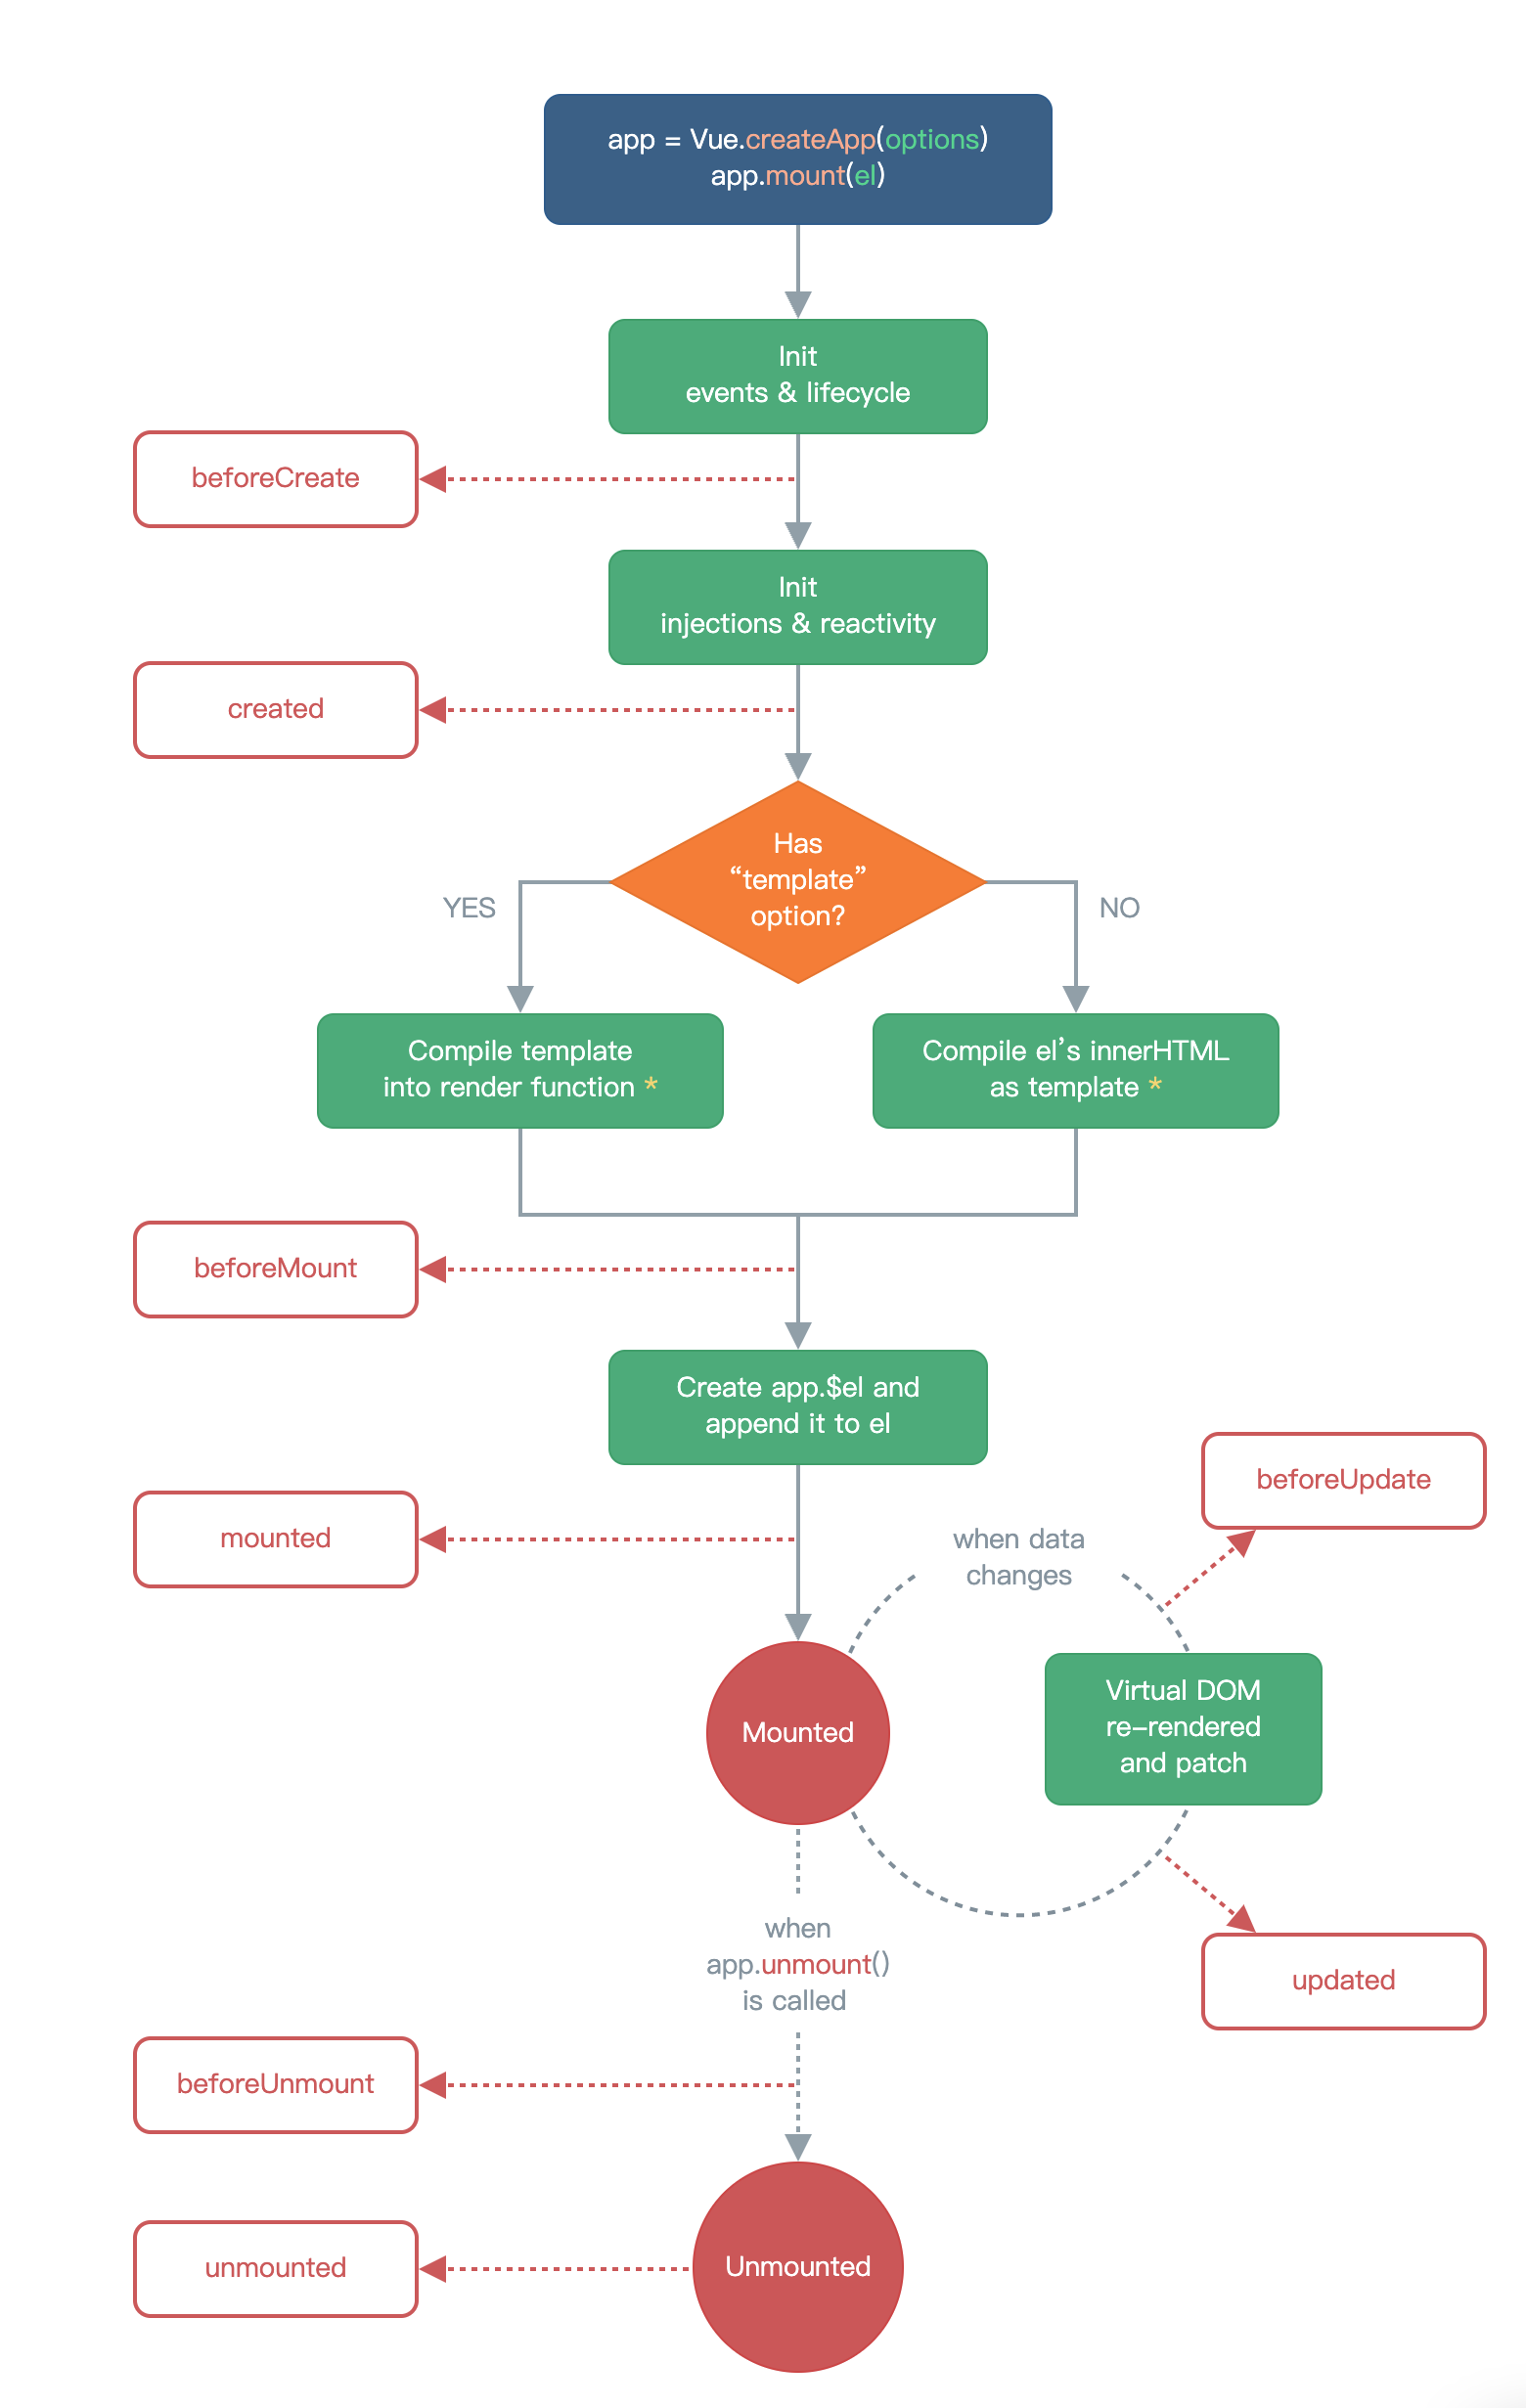 app = Vue.createApp(options)
app.mount(el)
Init
events & lifecycle
beforeCreate
Init
injections & reactivity
created
Has
“template”
option?
YES
NO
Compile template
into render function *
Compile el’s innerHTML
as template *
beforeMount
Create app.$el and
append it to el
beforeUpdate
mounted
when data
changes
Virtual DOM
re-rendered
and patch
Mounted
when
app.unmount()
is called
updated
beforeUnmount
unmounted
Unmounted